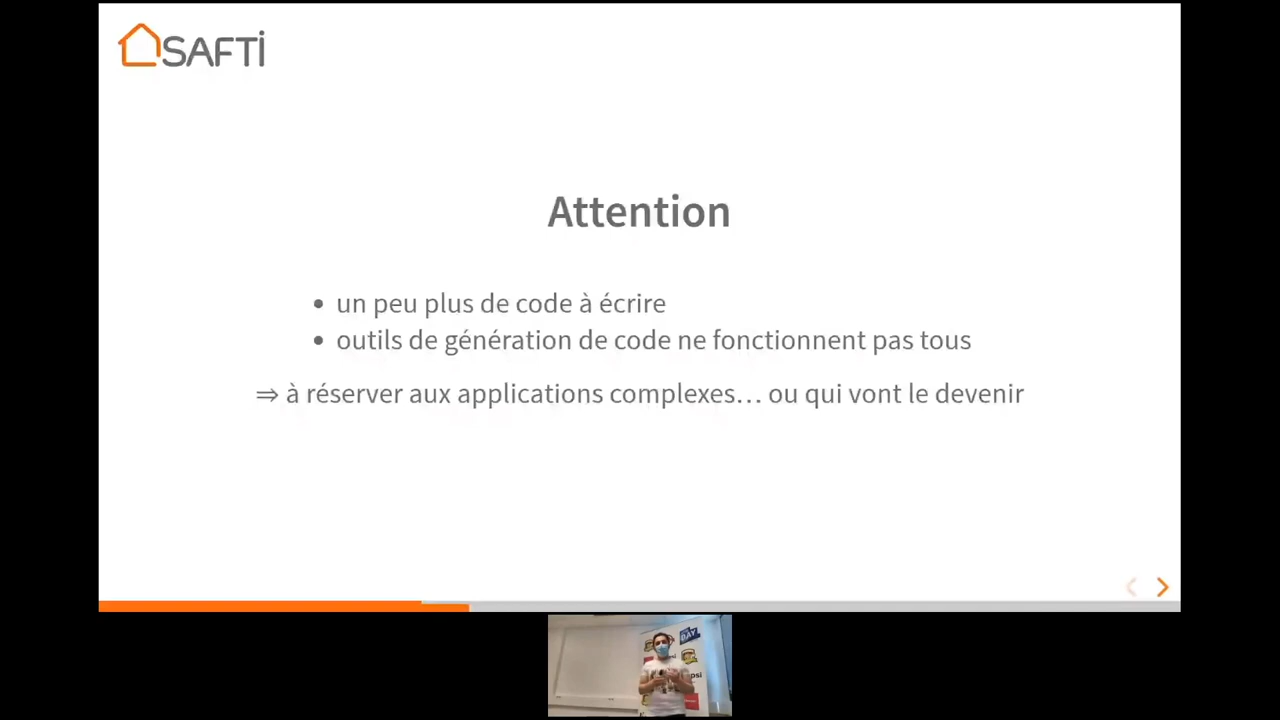 SAFTI
Attention
• un peu plus de code à écrire
• outils de génération de code ne fonctionnent pas tous
⇒ à réserver aux applications complexes… ou qui vont le devenir
DAY